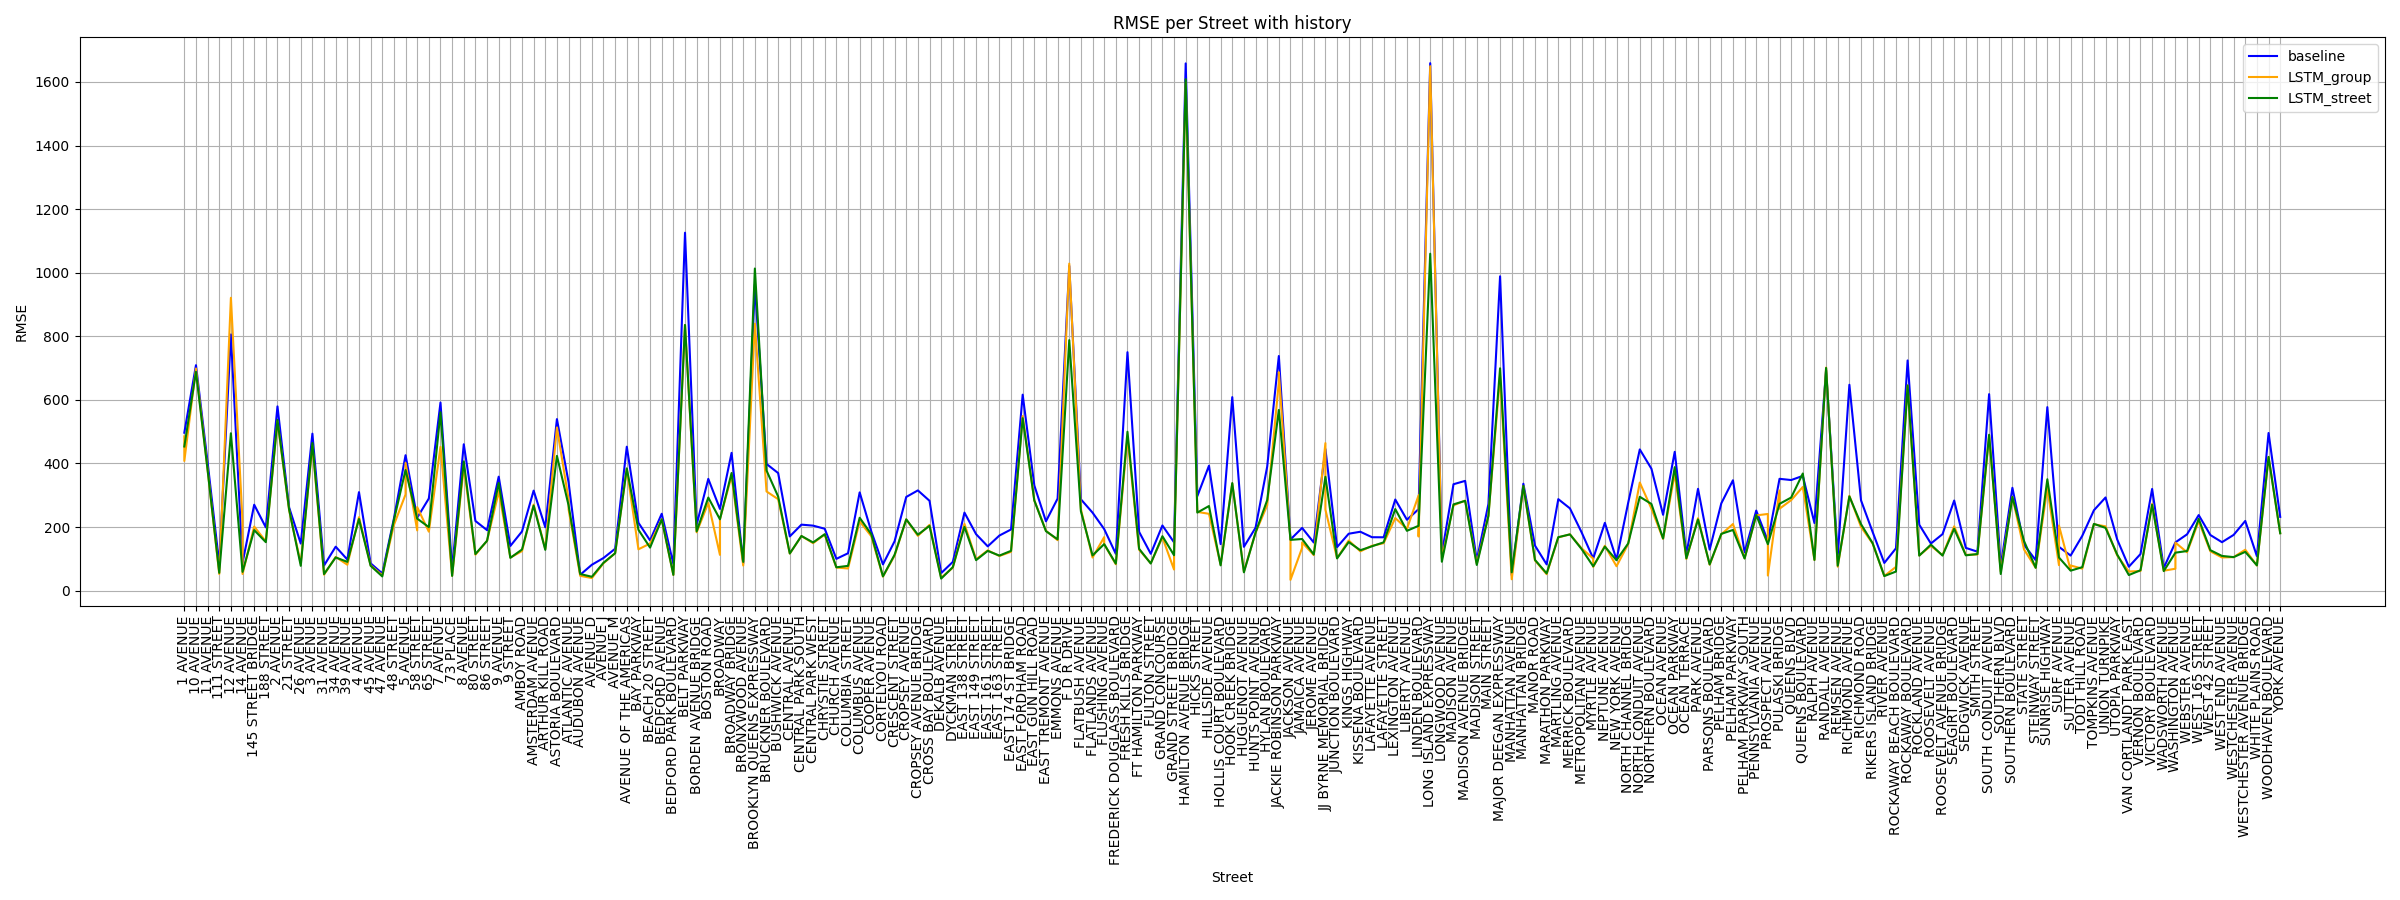 RMSE per Street with history
baseline
LSTM_group
LSTM_street
RMSE
1600
1400
1200
1000
800
600
400
200
0
1 AVENUE
10 AVENUE
11 AVENUE
111 STREET
12 AVENUE
14 AVENUE
145 STREET BRIDGE
188 STREET
2 AVENUE
21 STREET
26 AVENUE
3 AVENUE
31 AVENUE
34 AVENUE
39 AVENUE
4 AVENUE
45 AVENUE
47 AVENUE
48 STREET
5 AVENUE
58 STREET
65 STREET
7 AVENUE
73 PLACE
8 AVENUE
80 STREET
86 STREET
9 AVENUE
9 STREET
AMBOY ROAD
AMSTERDAM AVENUE
ARTHUR KILL ROAD
ASTORIA BOULEVARD
ATLANTIC AVENUE
AUDUBON AVENUE
AVENUE D
AVENUE J
AVENUE M
AVENUE OF THE AMERICAS
BAY PARKWAY
BEACH 20 STREET
BEDFORD AVENUE
BEDFORD PARK BOULEVARD
BELT PARKWAY
BORDEN AVENUE BRIDGE
BOSTON ROAD
BROADWAY
BROADWAY BRIDGE
BRONXWOOD AVENUE
BROOKLYN QUEENS EXPRESSWAY
BRUCKNER BOULEVARD
BUSHWICK AVENUE
CENTRAL AVENUE
CENTRAL PARK SOUTH
CENTRAL PARK WEST
CHRYSTIE STREET
CHURCH AVENUE
COLUMBIA STREET
COLUMBUS AVENUE
COOPER AVENUE
CORTELYOU ROAD
CRESCENT STREET
CROPSEY AVENUE
CROPSEY AVENUE BRIDGE
CROSS BAY BOULEVARD
DEKALB AVENUE
DYCKMAN STREET
EAST 138 STREET
EAST 149 STREET
EAST 161 STREET
EAST 163 STREET
EAST 174 ST BRIDGE
EAST FORDHAM ROAD
EAST GUN HILL ROAD
EAST TREMONT AVENUE
EMMONS AVENUE
F D R DRIVE
FLATBUSH AVENUE
FLATLANDS AVENUE
FLUSHING AVENUE
FREDERICK DOUGLASS BOULEVARD
FRESH KILLS BRIDGE
FT HAMILTON PARKWAY
FULTON STREET
GRAND CONCOURSE
GRAND STREET BRIDGE
HAMILTON AVENUE BRIDGE
HICKS STREET
HILLSIDE AVENUE
HOLLIS COURT BOULEVARD
HOOK CREEK BRIDGE
HUGUENOT AVENUE
HUNTS POINT AVENUE
HYLAN BOULEVARD
JACKIE ROBINSON PARKWAY
JACKSON AVENUE
JAMAICA AVENUE
JEROME AVENUE
JJ BYRNE MEMORIAL BRIDGE
JUNCTION BOULEVARD
KINGS HIGHWAY
KISSENA BOULEVARD
LAFAYETTE AVENUE
LAFAYETTE STREET
LEXINGTON AVENUE
LIBERTY AVENUE
LINDEN BOULEVARD
LONG ISLAND EXPRESSWAY
LONGWOOD AVENUE
MADISON AVENUE
MADISON AVENUE BRIDGE
MADISON STREET
MAIN STREET
MAJOR DEEGAN EXPRESSWAY
MANHATTAN AVENUE
MANHATTAN BRIDGE
MANOR ROAD
MARATHON PARKWAY
MARTLING AVENUE
MERRICK BOULEVARD
METROPOLITAN AVENUE
MYRTLE AVENUE
NEPTUNE AVENUE
NEW YORK AVENUE
NORTH CHANNEL BRIDGE
NORTH CONDUIT AVENUE
NORTHERN BOULEVARD
OCEAN AVENUE
OCEAN PARKWAY
OCEAN TERRACE
PARK AVENUE
PARSONS BOULEVARD
PELHAM BRIDGE
PELHAM PARKWAY
PELHAM PARKWAY SOUTH
PENNSYLVANIA AVENUE
PROSPECT AVENUE
PULASKI BRIDGE
QUEENS BLVD
QUEENS BOULEVARD
RALPH AVENUE
RANDALL AVENUE
REMSEN AVENUE
RICHMOND AVENUE
RICHMOND ROAD
RIKERS ISLAND BRIDGE
RIVER AVENUE
ROCKAWAY BEACH BOULEVARD
ROCKAWAY BOULEVARD
ROCKLAND AVENUE
ROOSEVELT AVENUE
ROOSEVELT AVENUE BRIDGE
SEAGIRT BOULEVARD
SEDGWICK AVENUE
SMITH STREET
SOUTH CONDUIT AVENUE
SOUTHERN BLVD
SOUTHERN BOULEVARD
STATE STREET
STEINWAY STREET
SUNRISE HIGHWAY
SURF AVENUE
SUTTER AVENUE
TODT HILL ROAD
TOMPKINS AVENUE
UNION TURNPIKE
UTOPIA PARKWAY
VAN CORTLANDT PARK EAST
VERNON BOULEVARD
VICTORY BOULEVARD
WADSWORTH AVENUE
WASHINGTON AVENUE
WEBSTER AVENUE
WEST 165 STREET
WEST 42 STREET
WEST END AVENUE
WESTCHESTER AVENUE
WESTCHESTER AVENUE BRIDGE
WHITE PLAINS ROAD
WOODHAVEN BOULEVARD
YORK AVENUE
Street